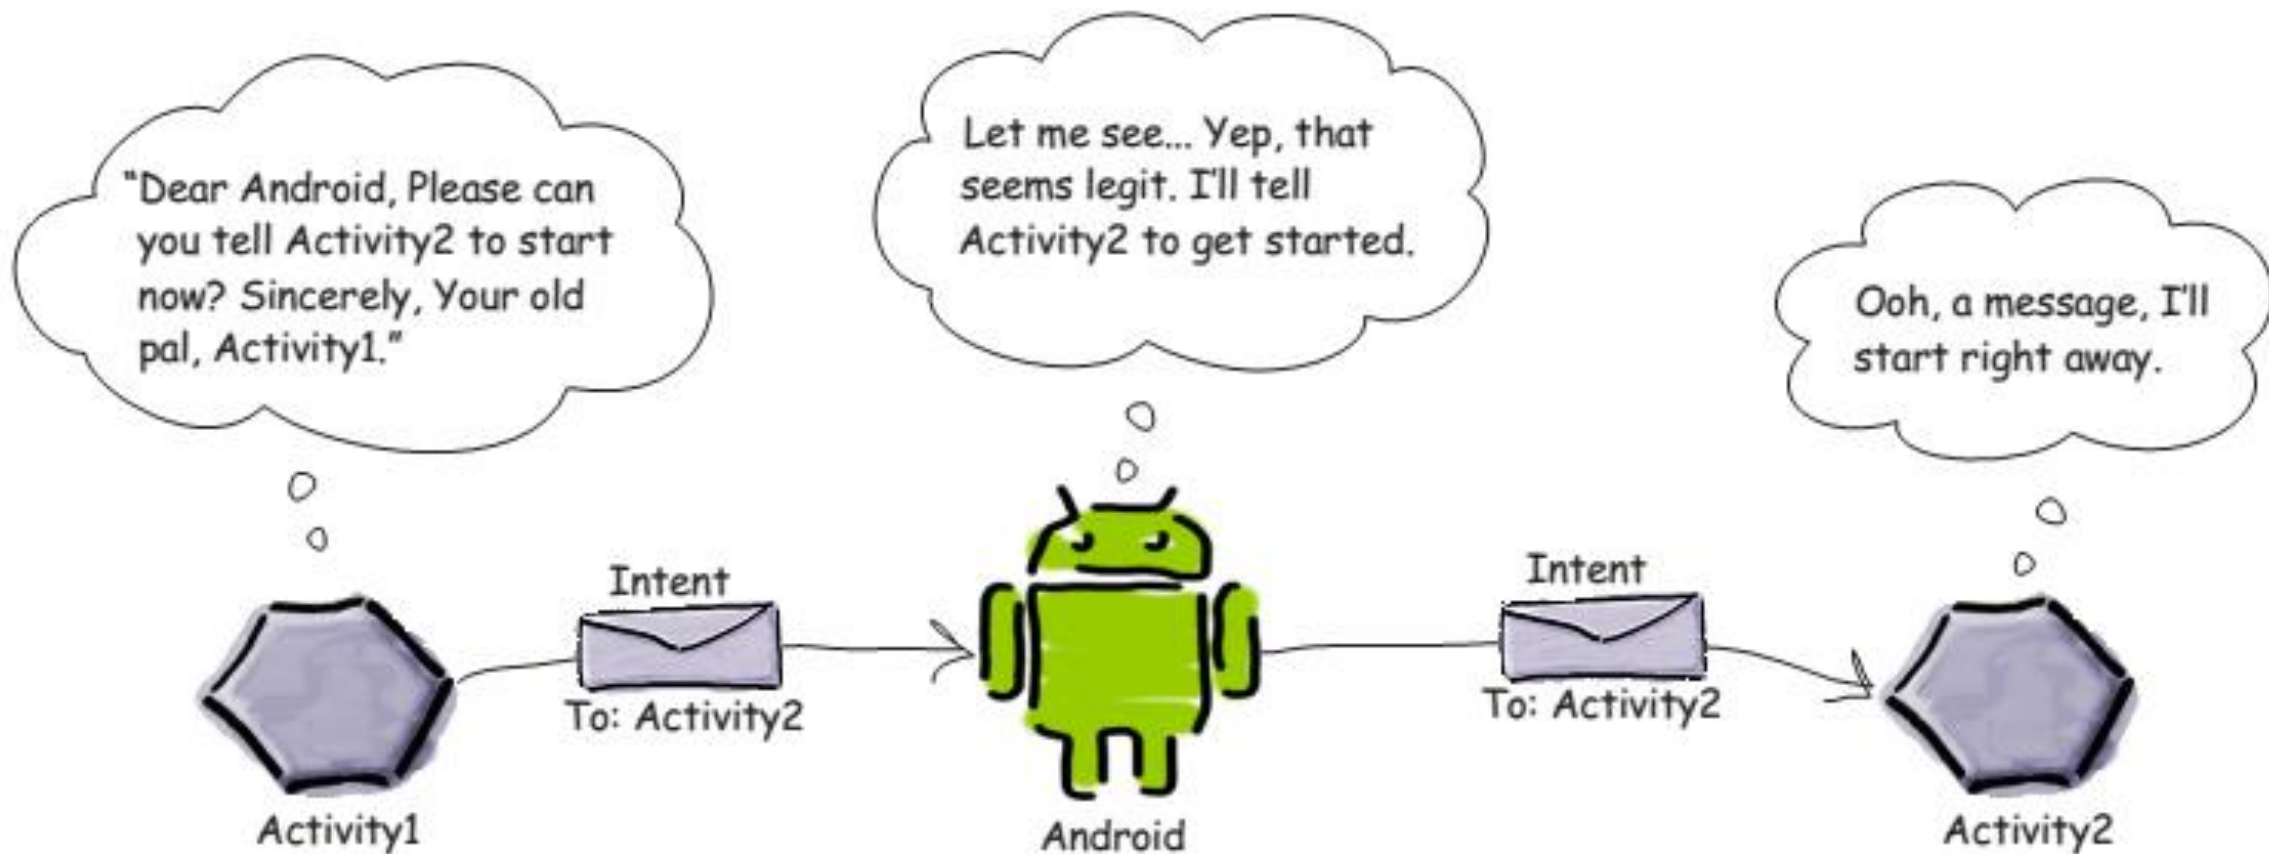 “Dear Android, Please can
you tell Activity2 to start
now? Sincerely, Your old
pal, Activity1.”
Let me see... Yep, that
seems legit. I’ll tell
Activity2 to get started.
Ooh, a message, I’ll
start right away.
Intent
To: Activity2
Intent
To: Activity2
Activity1
Android
Activity2